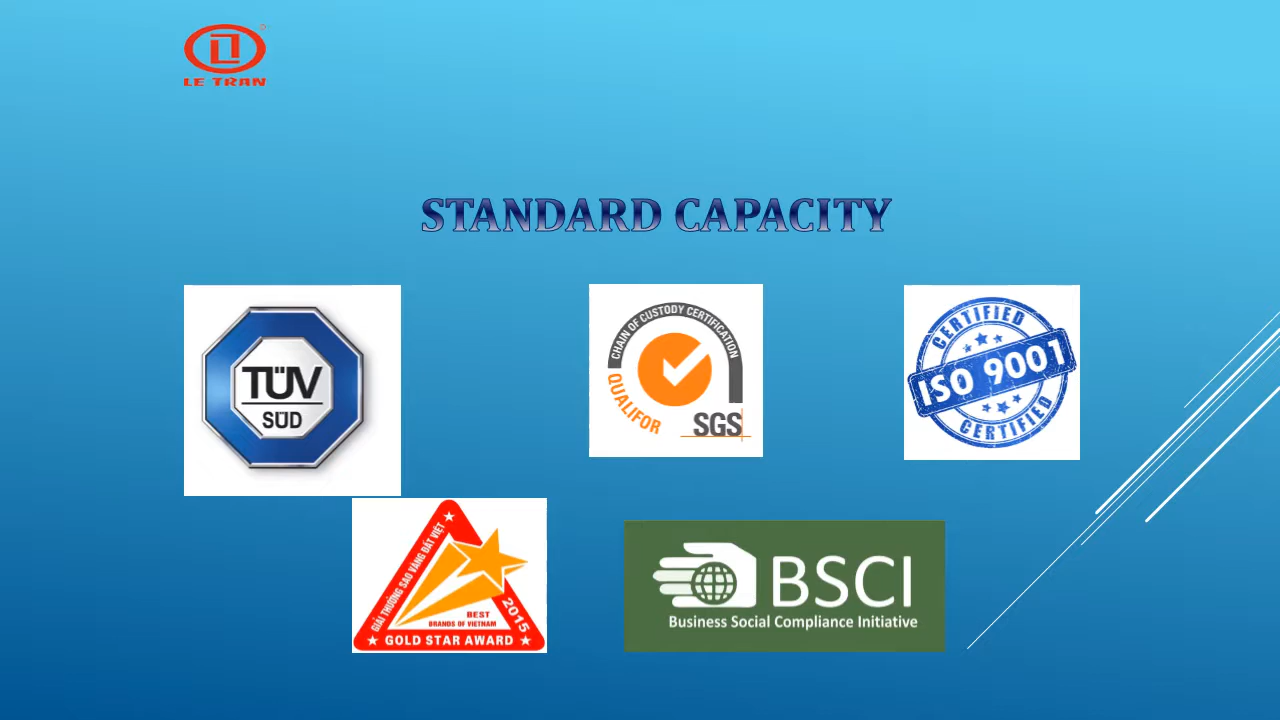 LE TRAN
STANDARD CAPACITY
TÜV
SÜD
CHAIN OF CUSTODY CERTIFICATION
QUALIFOR
SGS
CERTIFIED
ISO 9001
CERTIFIED
GIẢI THƯỞNG SAO VÀNG ĐẤT VIỆT
BEST
BRANDS OF VIETNAM
2015
GOLD STAR AWARD
BSCI
Business Social Compliance Initiative